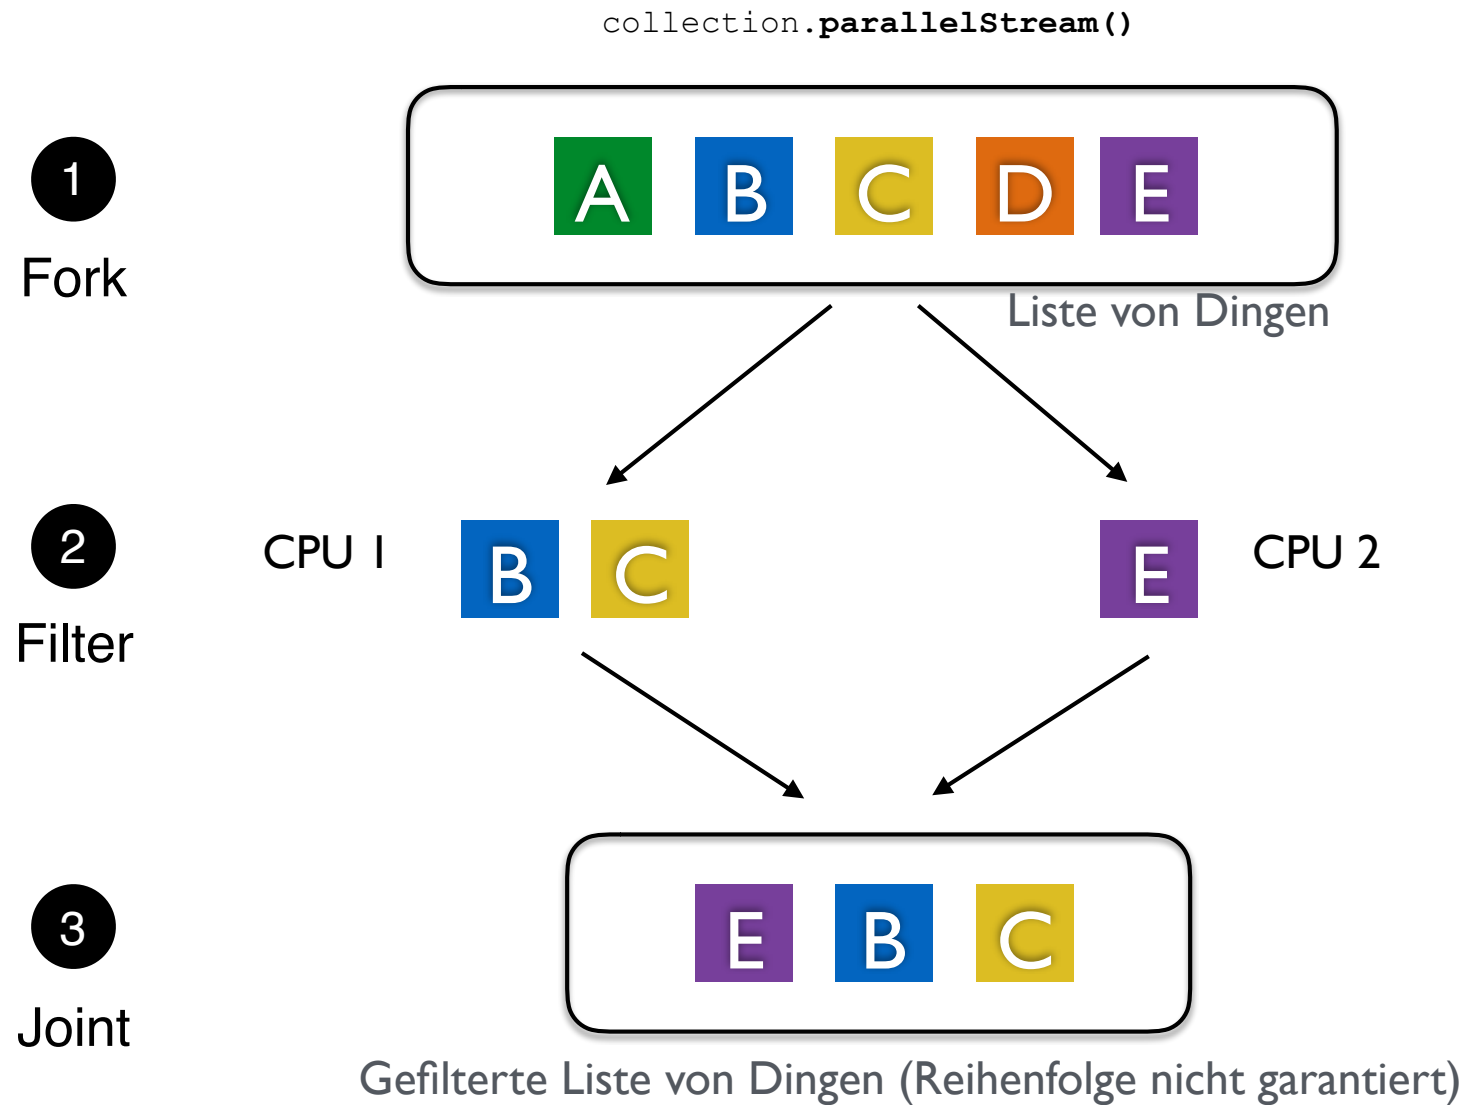 collection.parallelStream()
1
A B C D E
Fork
Liste von Dingen
2
CPU 1
B C
E
CPU 2
Filter
3
E B C
Joint
Gefilterte Liste von Dingen (Reihenfolge nicht garantiert)